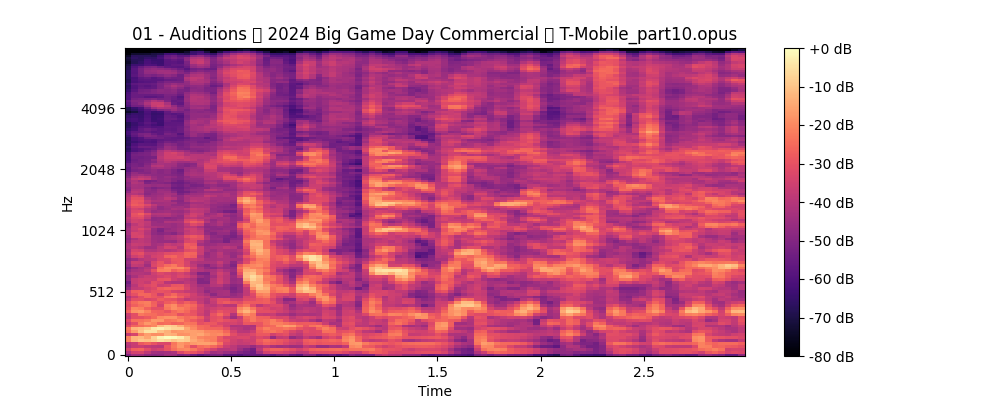 01 - Auditions ▯ 2024 Big Game Day Commercial ▯ T-Mobile_part10.opus
+0 dB
4096
-10 dB
-20 dB
2048
-30 dB
Hz
-40 dB
1024
-50 dB
512
-60 dB
-70 dB
0
-80 dB
0 0.5 1 1.5 2 2.5
Time